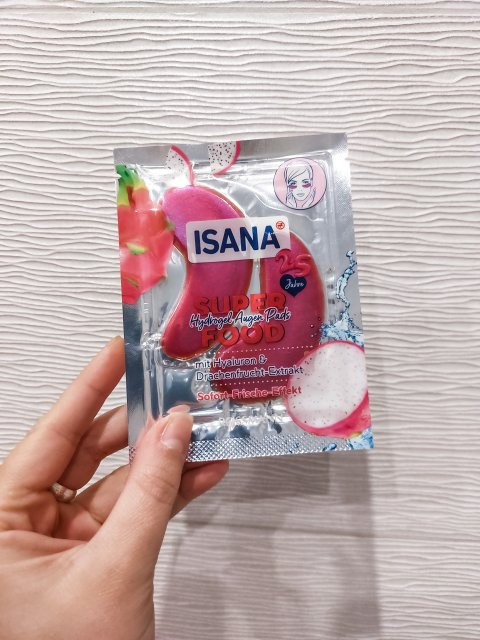 ISANA
25
Jahre
SUPER
Hydrogel Augen Pads
FOOD
mit Hyaluron &
Drachenfrucht-Extrakt
Sofort-Frische-Effekt